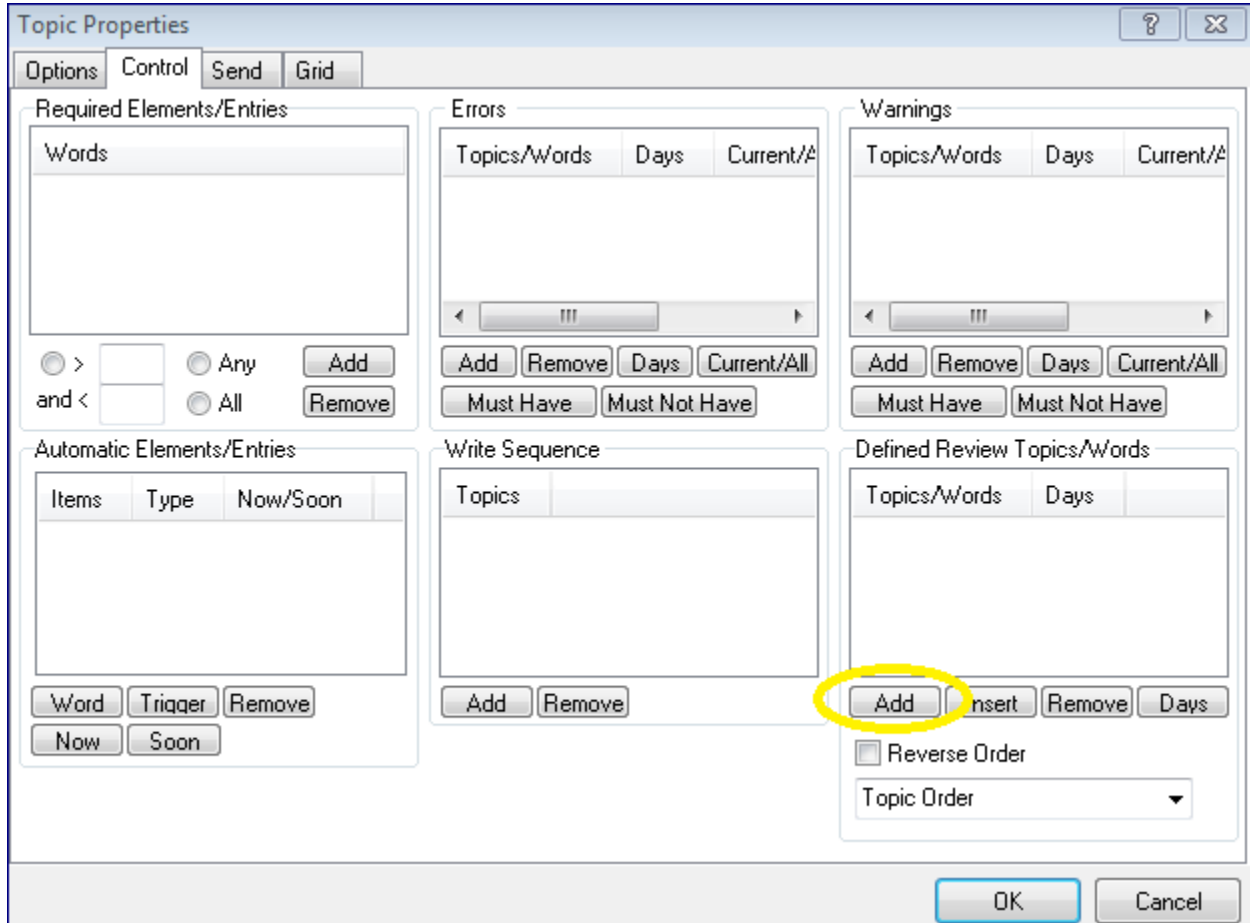 Topic Properties
Options Control Send Grid
Required Elements/Entries
Words
> Any Add
and < All Remove
Errors
Topics/Words Days Current/A
Add Remove Days Current/All
Must Have Must Not Have
Warnings
Topics/Words Days Current/A
Add Remove Days Current/All
Must Have Must Not Have
Automatic Elements/Entries
Items Type Now/Soon
Word Trigger Remove
Now Soon
Write Sequence
Topics
Add Remove
Defined Review Topics/Words
Topics/Words Days
Add Insert Remove Days
Reverse Order
Topic Order
OK Cancel